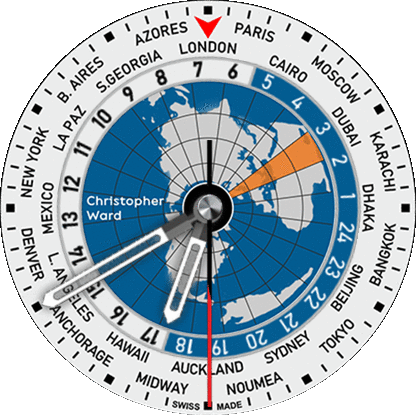 LONDON
PARIS
CAIRO
MOSCOW
DUBAI
KARACHI
DHAKA
BANGKOK
BEIJING
TOKYO
SYDNEY
NOUMEA
AUCKLAND
MIDWAY
HAWAII
ANCHORAGE
L. ANGELES
DENVER
MEXICO
NEW YORK
LA PAZ
B. AIRES
S.GEORGIA
AZORES
6
5
4
3
2
1
24
23
22
21
20
19
18
17
16
15
14
13
12
11
10
9
8
7
Christopher
Ward
SWISS MADE